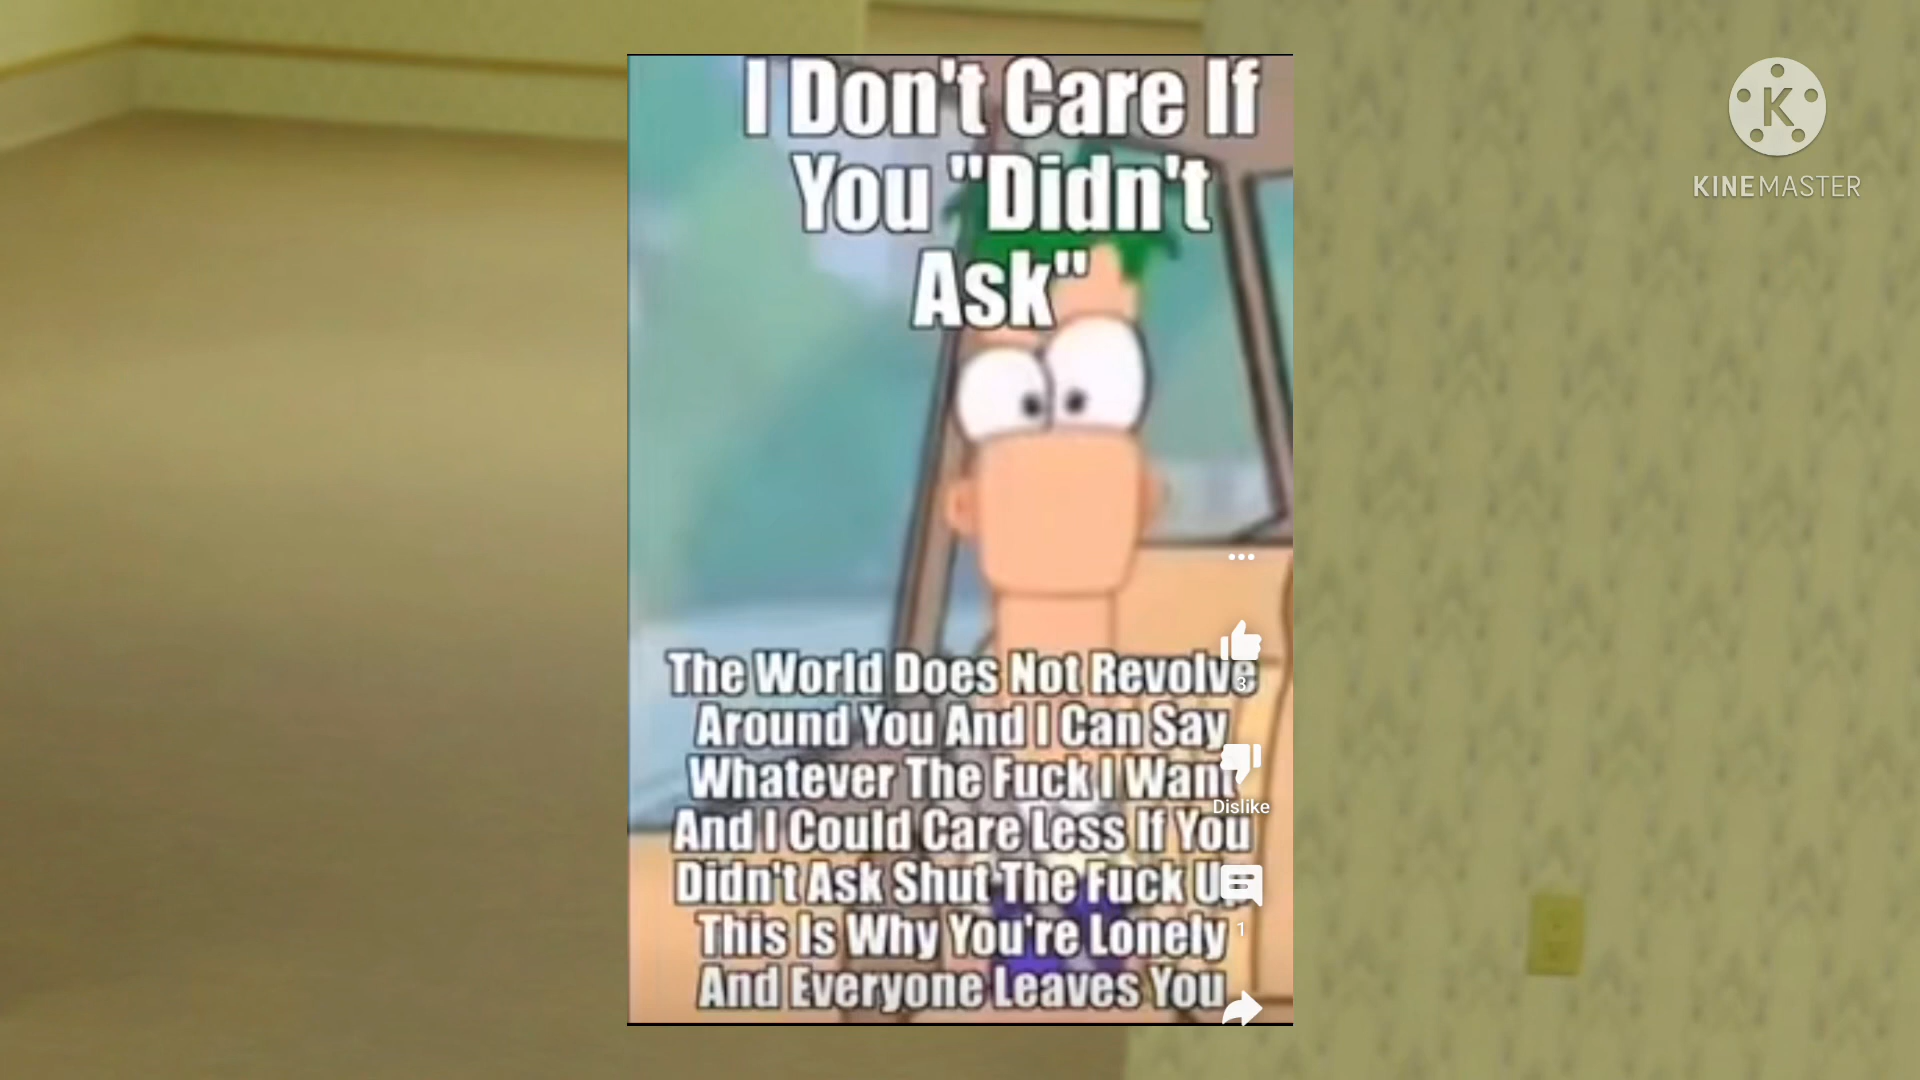 I Don't Care If
You "Didn't
Ask"
The World Does Not Revolve
Around You And I Can Say
Whatever The Fuck I Want
And I Could Care Less If You
Didn't Ask Shut The Fuck Up
This Is Why You're Lonely
And Everyone Leaves You
3
Dislike
1
K
KINEMASTER